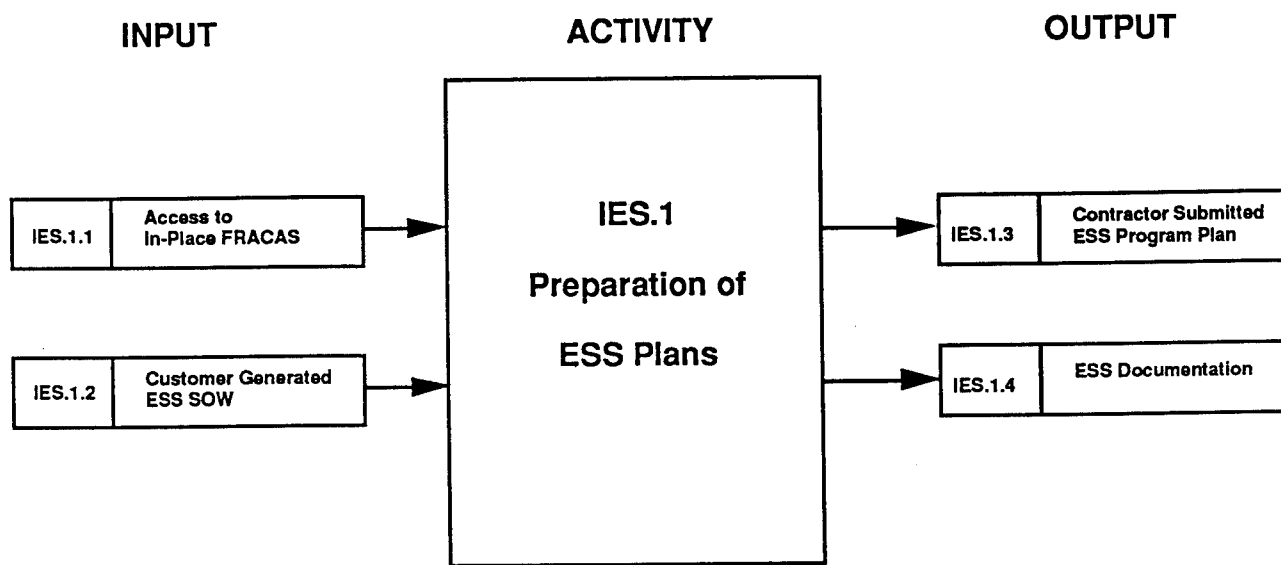 INPUT
ACTIVITY
OUTPUT
IES.1.1
Access to
In-Place FRACAS
IES.1.2
Customer Generated
ESS SOW
IES.1
Preparation of
ESS Plans
IES.1.3
Contractor Submitted
ESS Program Plan
IES.1.4
ESS Documentation